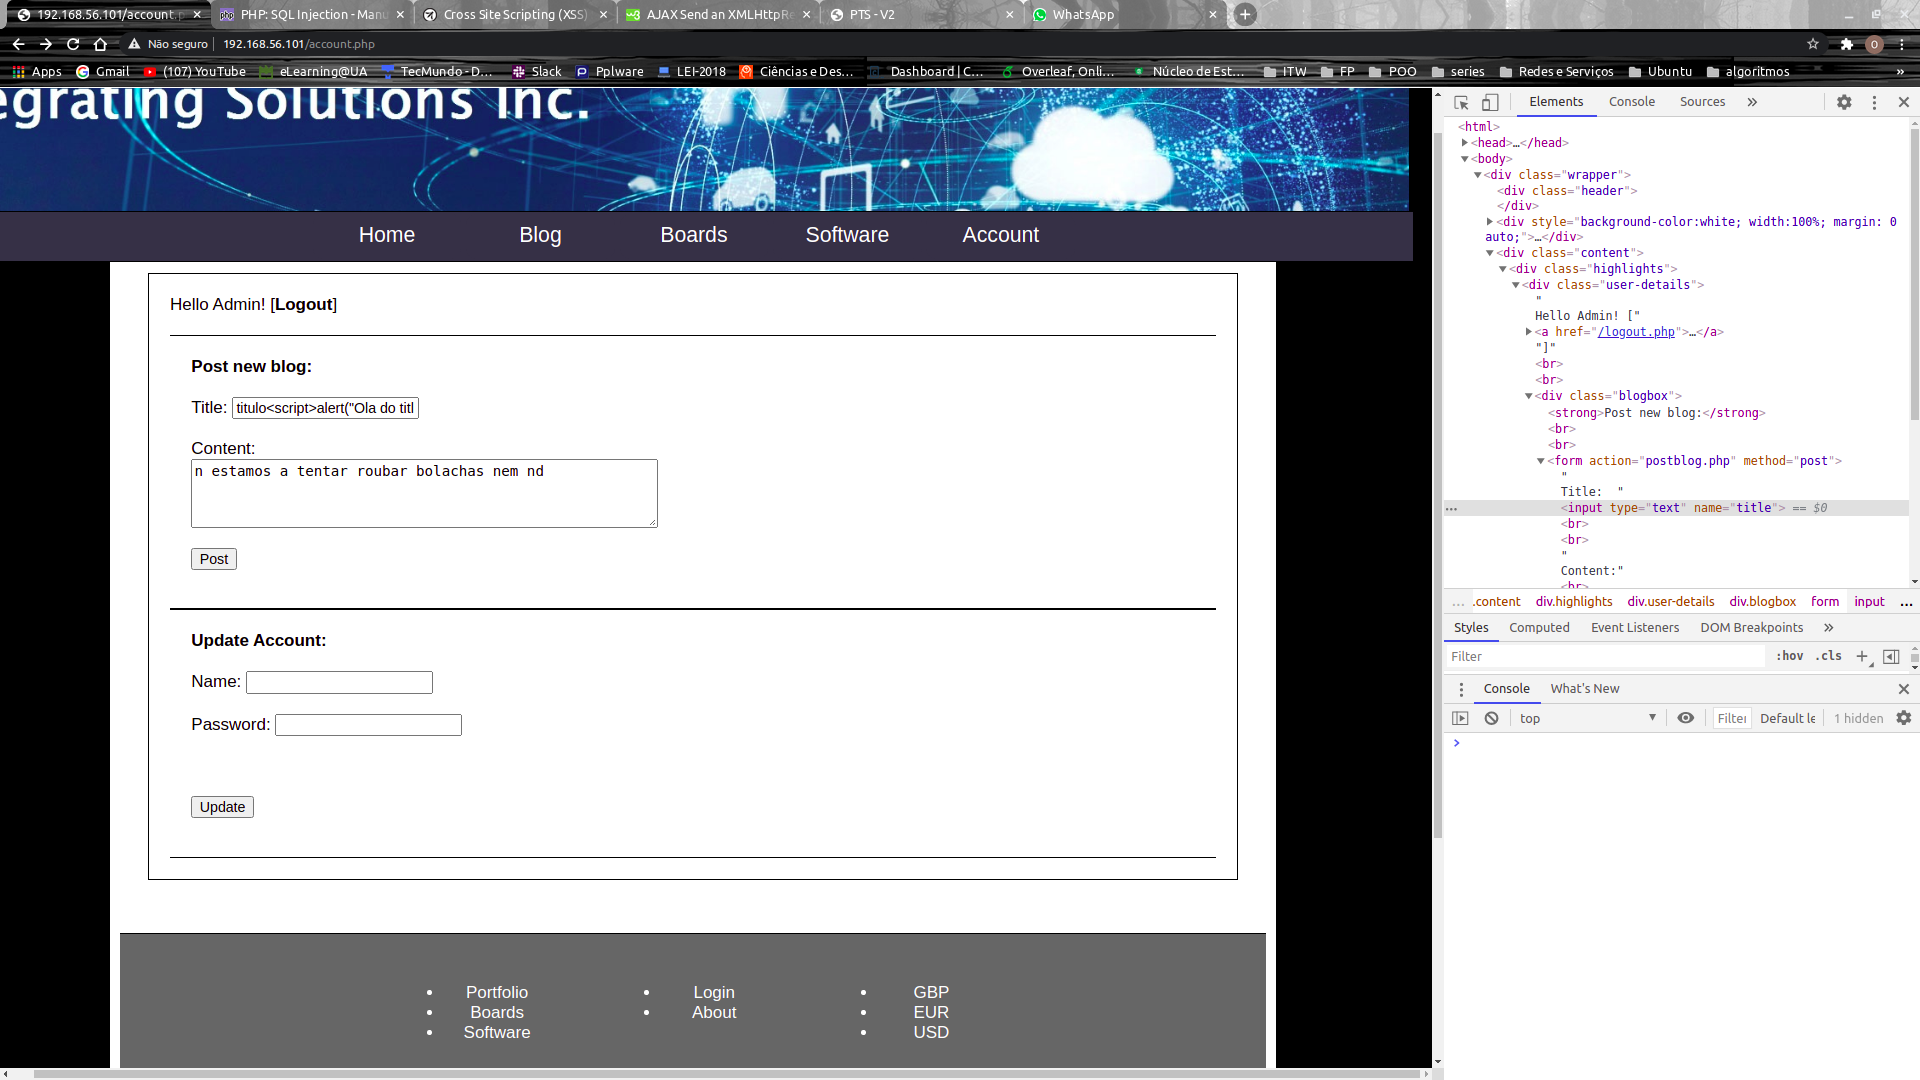 192.168.56.101/account.p
PHP: SQL Injection - Manu
Cross Site Scripting (XSS)
AJAX Send an XMLHttpRe
PTS - V2
WhatsApp
Não seguro
192.168.56.101/account.php
Apps
Gmail
(107) YouTube
eLearning@UA
TecMundo - D...
Slack
Pplware
LEI-2018
Ciências e Des...
Dashboard | C...
Overleaf, Onli...
Núcleo de Est...
ITW
FP
POO
series
Redes e Serviços
Ubuntu
algoritmos
»
egrating Solutions Inc.
Home
Blog
Boards
Software
Account
Hello Admin! [Logout]
Post new blog:
Title: titulo<script>alert("Ola do titl
Content:
n estamos a tentar roubar bolachas nem nd
Post
Update Account:
Name:
Password:
Update
Portfolio
Boards
Software
Login
About
GBP
EUR
USD
Elements
Console
Sources
»
<html>
<head>…</head>
<body>
<div class="wrapper">
<div class="header">
</div>
<div style="background-color:white; width:100%; margin: 0
auto;">…</div>
<div class="content">
<div class="highlights">
<div class="user-details">
"
Hello Admin! ["
<a href="/logout.php">…</a>
"]"
<br>
<br>
<div class="blogbox">
<strong>Post new blog:</strong>
<br>
<br>
<form action="postblog.php" method="post">
"
Title:  "
<input type="text" name="title"> == $0
<br>
<br>
"
Content:"
<br>
... .content div.highlights div.user-details div.blogbox form input ...
Styles
Computed
Event Listeners
DOM Breakpoints
»
Filter
:hov
.cls
+
Console
What's New
top
Filter
Default le
1 hidden
>